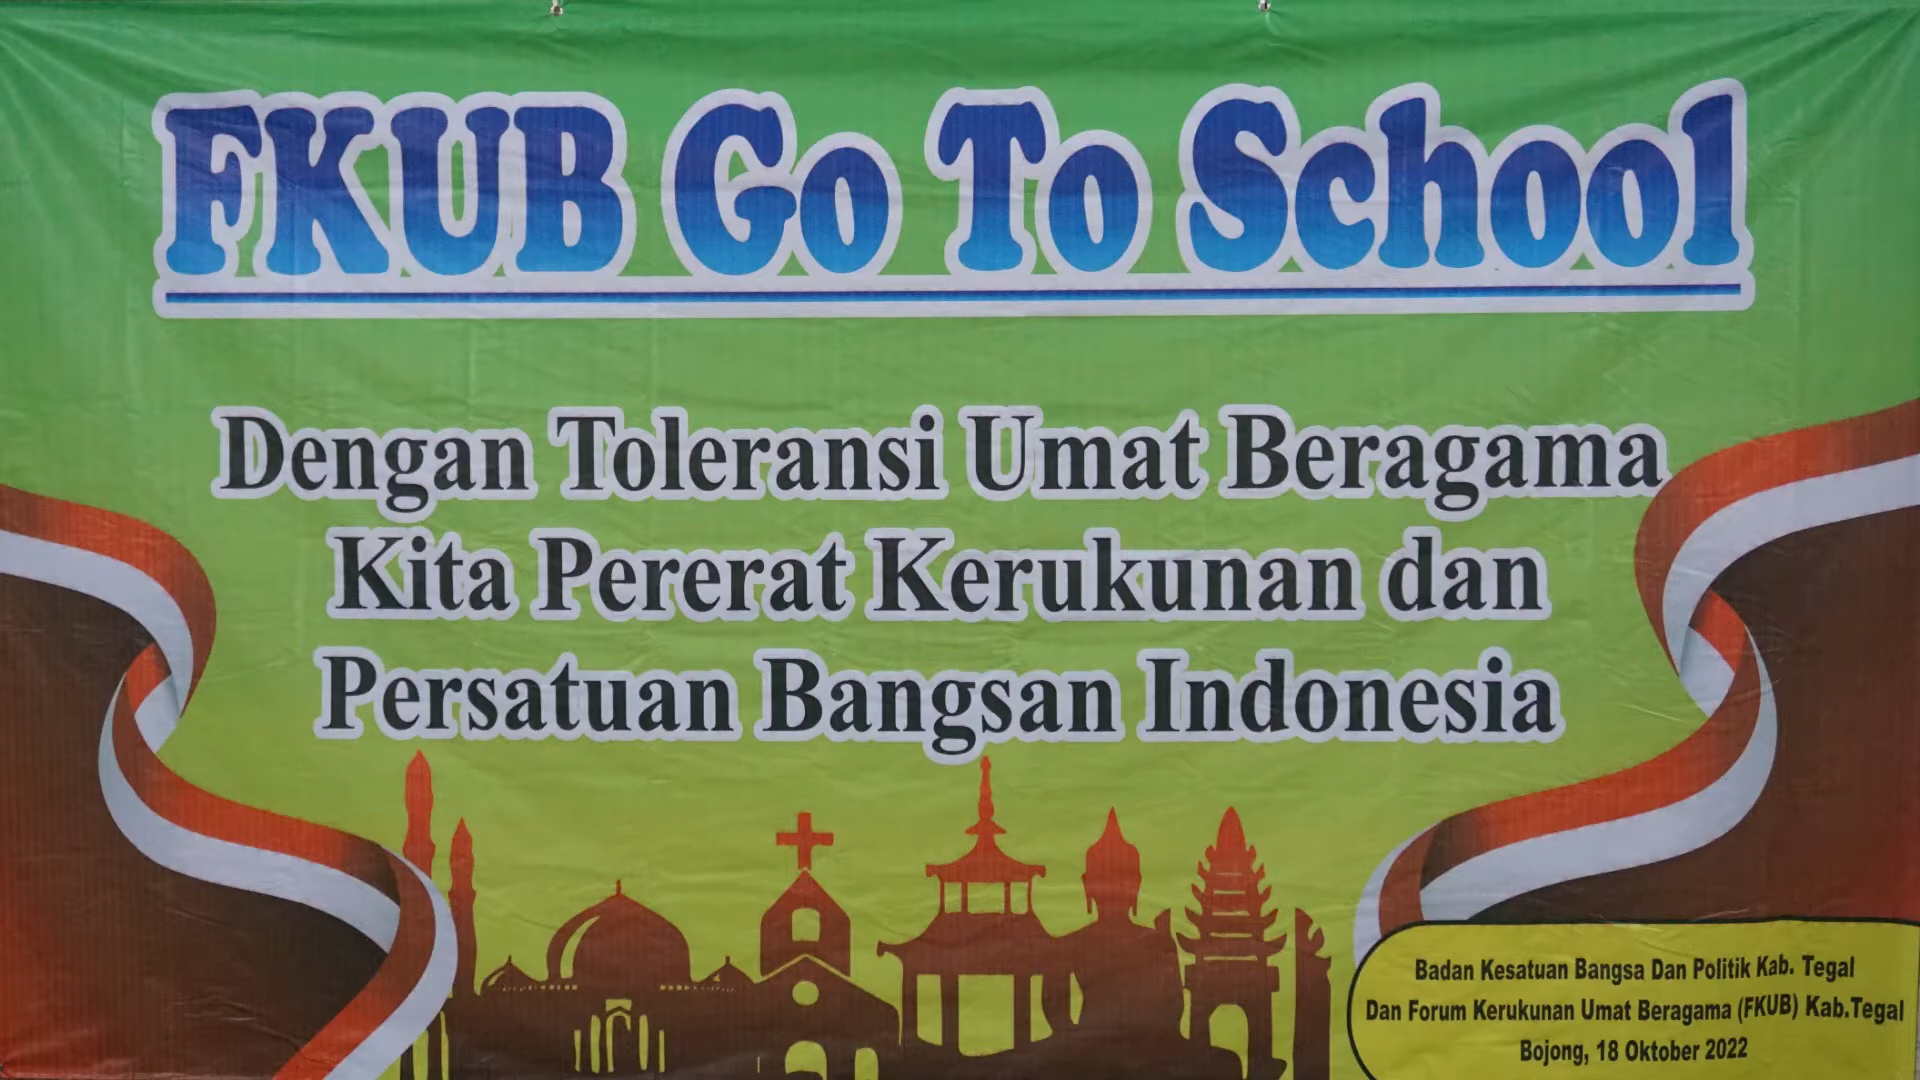 FKUB Go To School
Dengan Toleransi Umat Beragama
Kita Pererat Kerukunan dan
Persatuan Bangsan Indonesia
Badan Kesatuan Bangsa Dan Politik Kab. Tegal
Dan Forum Kerukunan Umat Beragama (FKUB) Kab.Tegal
Bojong, 18 Oktober 2022